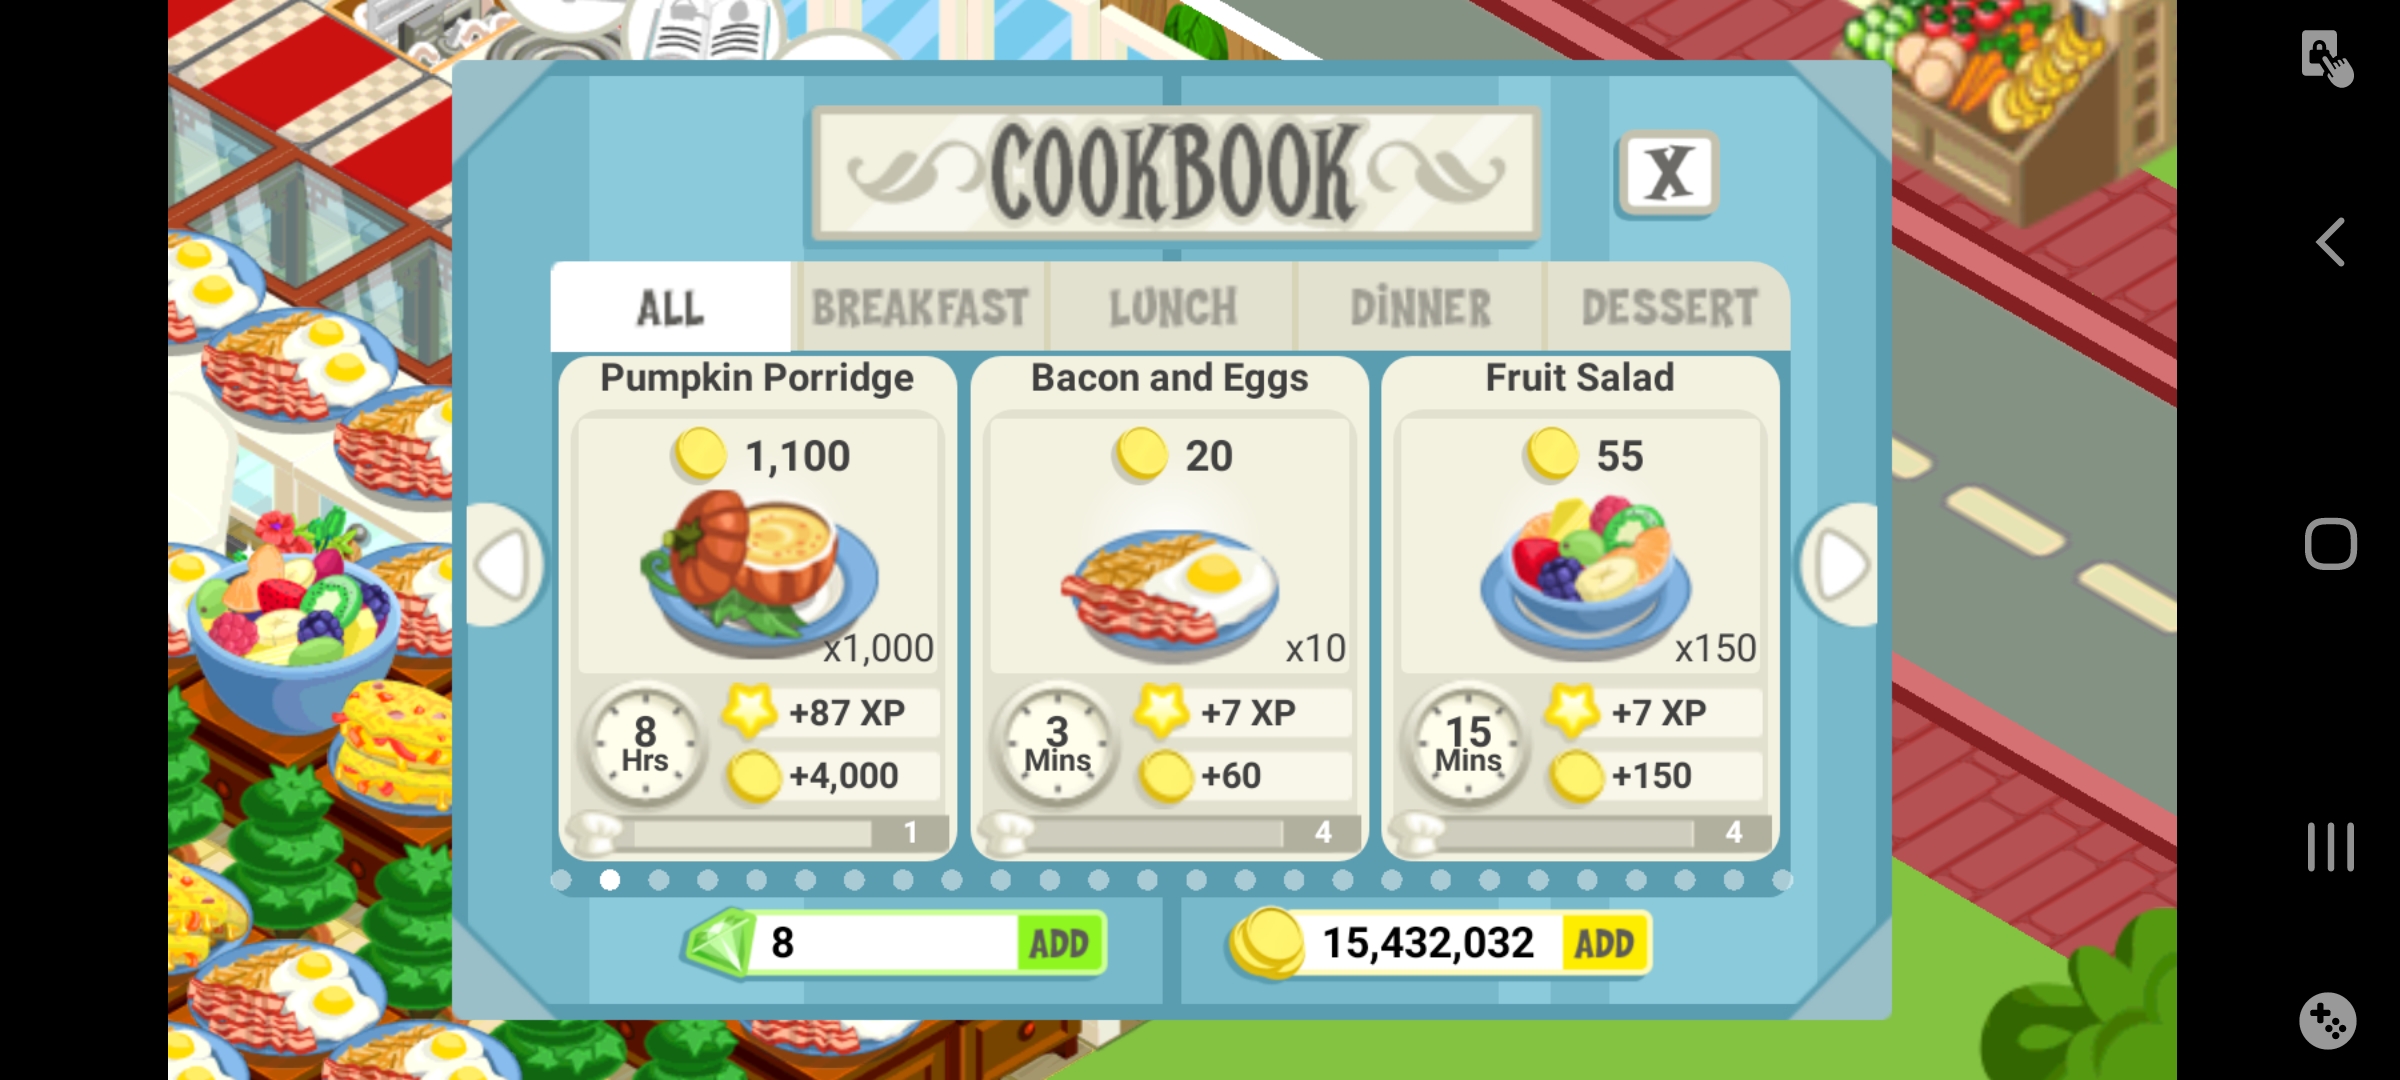 COOKBOOK
X
ALL BREAKFAST LUNCH DINNER DESSERT
Pumpkin Porridge
1,100
x1,000
8 Hrs
+87 XP
+4,000
1
Bacon and Eggs
20
x10
3 Mins
+7 XP
+60
4
Fruit Salad
55
x150
15 Mins
+7 XP
+150
4
8 ADD
15,432,032 ADD